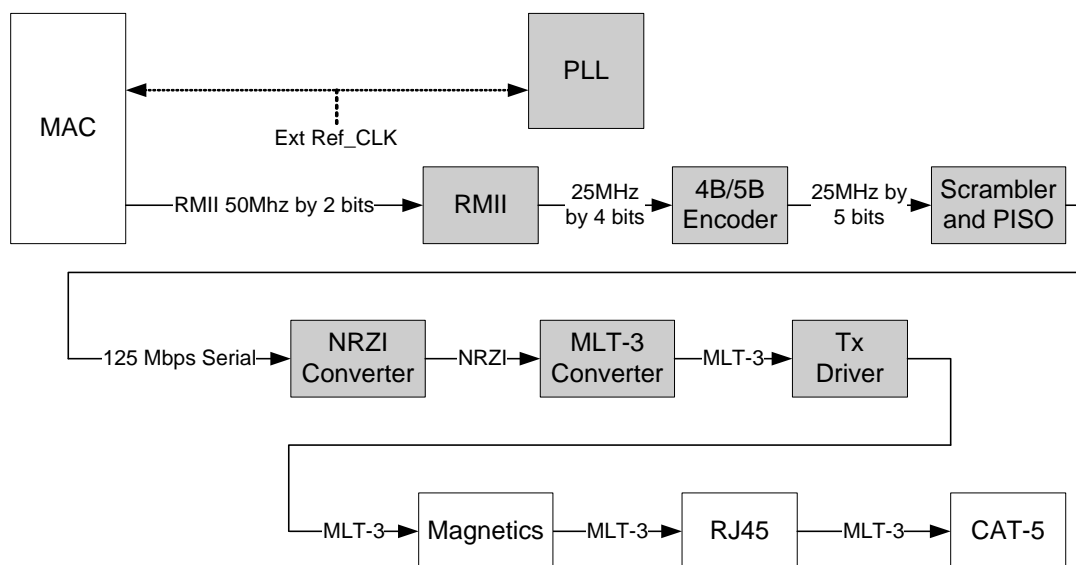 PLL
MAC
Ext Ref_CLK
RMII 50Mhz by 2 bits
RMII
25MHz
by 4 bits
4B/5B
Encoder
25MHz by
5 bits
Scrambler
and PISO
125 Mbps Serial
NRZI
Converter
NRZI
MLT-3
Converter
MLT-3
Tx
Driver
MLT-3
Magnetics
MLT-3
RJ45
MLT-3
CAT-5